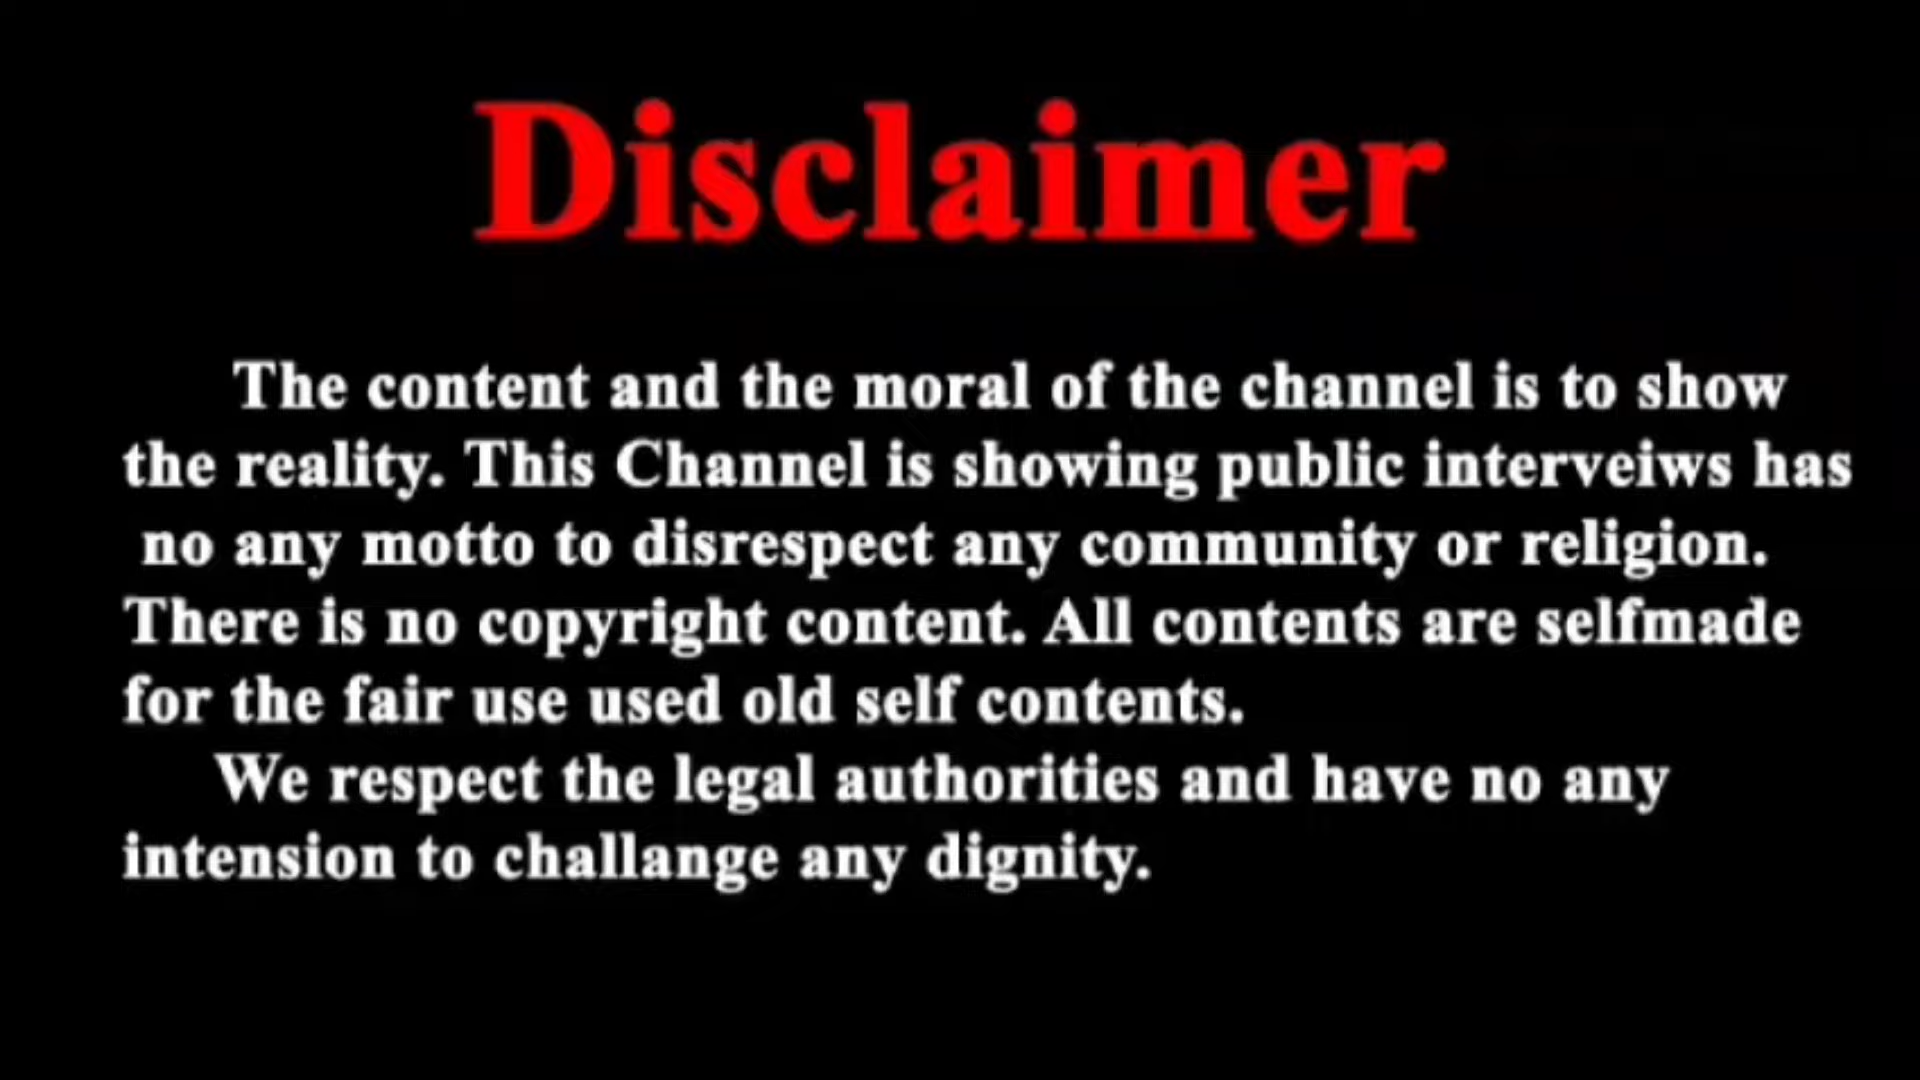 Disclaimer
The content and the moral of the channel is to show
the reality. This Channel is showing public interveiws has
no any motto to disrespect any community or religion.
There is no copyright content. All contents are selfmade
for the fair use used old self contents.
We respect the legal authorities and have no any
intension to challange any dignity.